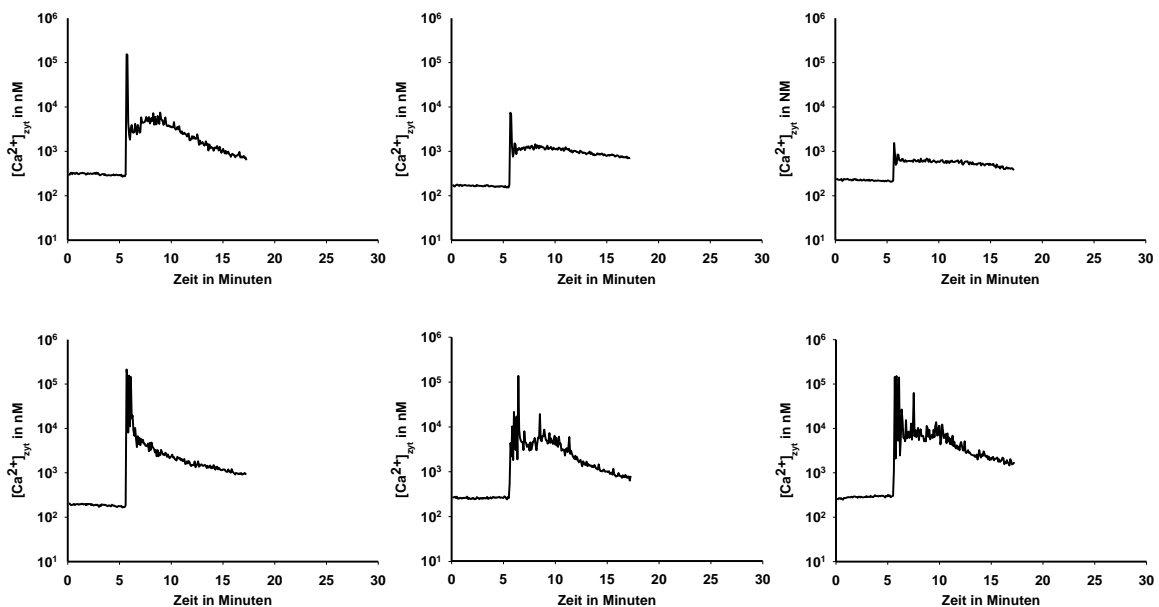 10⁶ 10⁶ 10⁶
10⁵ 10⁵ 10⁵
10⁴ 10⁴ 10⁴
10³ 10³ 10³
10² 10² 10²
10¹ 10¹ 10¹
[Ca²⁺]zyt in nM [Ca²⁺]zyt in nM [Ca²⁺]zyt in NM
0 5 10 15 20 25 30 0 5 10 15 20 25 30 0 5 10 15 20 25 30
Zeit in Minuten Zeit in Minuten Zeit in Minuten
10⁶ 10⁶ 10⁶
10⁵ 10⁵ 10⁵
10⁴ 10⁴ 10⁴
10³ 10³ 10³
10² 10² 10²
10¹ 10¹ 10¹
[Ca²⁺]zyt in nM [Ca²⁺]zyt in nM [Ca²⁺]zyt in nM
0 5 10 15 20 25 30 0 5 10 15 20 25 30 0 5 10 15 20 25 30
Zeit in Minuten Zeit in Minuten Zeit in Minuten